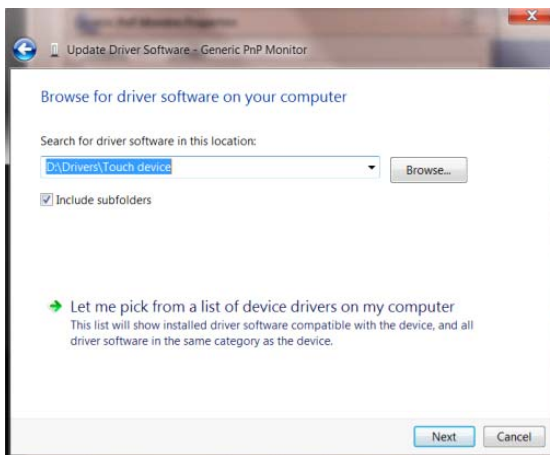 Update Driver Software - Generic PnP Monitor
Browse for driver software on your computer
Search for driver software in this location:
D:\Drivers\Touch device
Browse...
Include subfolders
Let me pick from a list of device drivers on my computer
This list will show installed driver software compatible with the device, and all
driver software in the same category as the device.
Next
Cancel